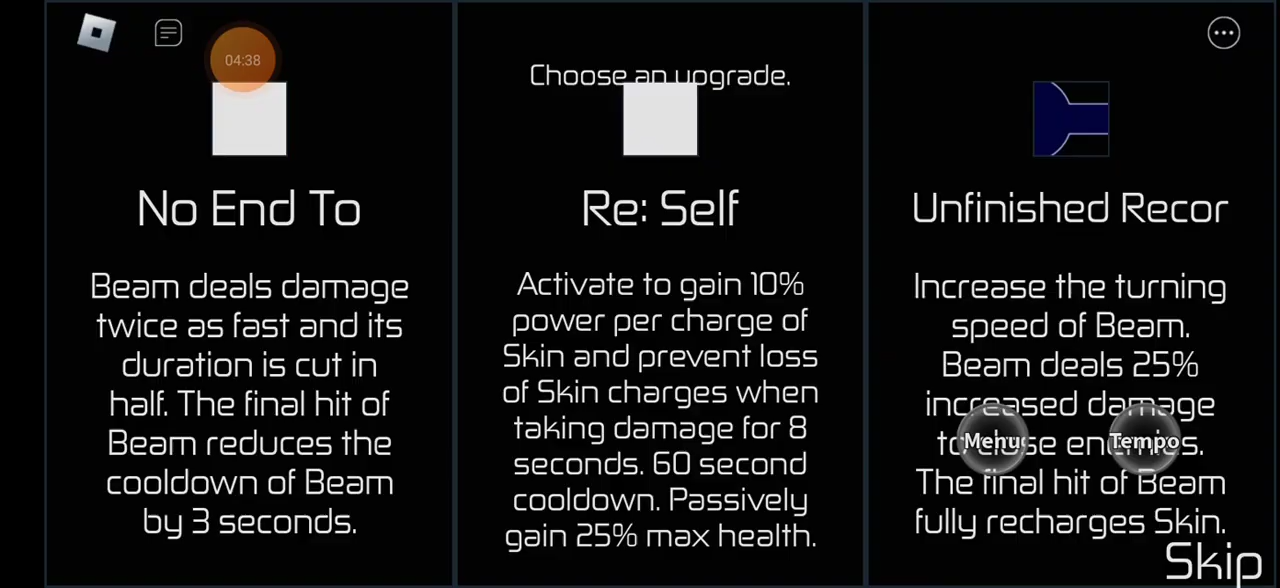 04:38
Choose an upgrade.
No End To
Beam deals damage
twice as fast and its
duration is cut in
half. The final hit of
Beam reduces the
cooldown of Beam
by 3 seconds.
Re: Self
Activate to gain 10%
power per charge of
Skin and prevent loss
of Skin charges when
taking damage for 8
seconds. 60 second
cooldown. Passively
gain 25% max health.
Unfinished Recor
Increase the turning
speed of Beam.
Beam deals 25%
increased damage
to close enemies.
The final hit of Beam
fully recharges Skin.
Menu
Tempo
Skip